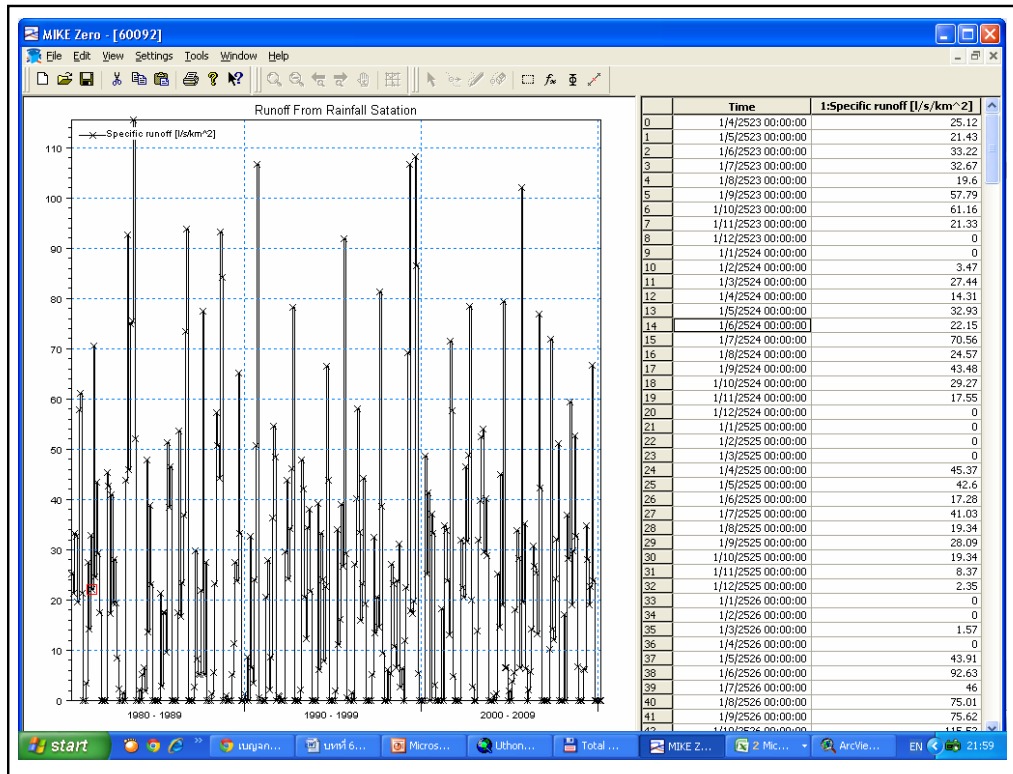 MIKE Zero - [60092]
File Edit View Settings Tools Window Help
Runoff From Rainfall Satation
Specific runoff [l/s/km^2]
110
100
90
80
70
60
50
40
30
20
10
0
1980 - 1989 1990 - 1999 2000 - 2009
Time 1:Specific runoff [l/s/km^2]
0 1/4/2523 00:00:00 25.12
1 1/5/2523 00:00:00 21.43
2 1/6/2523 00:00:00 33.22
3 1/7/2523 00:00:00 32.67
4 1/8/2523 00:00:00 19.6
5 1/9/2523 00:00:00 57.79
6 1/10/2523 00:00:00 61.16
7 1/11/2523 00:00:00 21.33
8 1/12/2523 00:00:00 0
9 1/1/2524 00:00:00 0
10 1/2/2524 00:00:00 3.47
11 1/3/2524 00:00:00 27.44
12 1/4/2524 00:00:00 14.31
13 1/5/2524 00:00:00 32.93
14 1/6/2524 00:00:00 22.15
15 1/7/2524 00:00:00 70.56
16 1/8/2524 00:00:00 24.57
17 1/9/2524 00:00:00 43.48
18 1/10/2524 00:00:00 29.27
19 1/11/2524 00:00:00 17.55
20 1/12/2524 00:00:00 0
21 1/1/2525 00:00:00 0
22 1/2/2525 00:00:00 0
23 1/3/2525 00:00:00 0
24 1/4/2525 00:00:00 45.37
25 1/5/2525 00:00:00 42.6
26 1/6/2525 00:00:00 17.28
27 1/7/2525 00:00:00 41.03
28 1/8/2525 00:00:00 19.34
29 1/9/2525 00:00:00 28.09
30 1/10/2525 00:00:00 19.34
31 1/11/2525 00:00:00 8.37
32 1/12/2525 00:00:00 2.35
33 1/1/2526 00:00:00 0
34 1/2/2526 00:00:00 0
35 1/3/2526 00:00:00 1.57
36 1/4/2526 00:00:00 0
37 1/5/2526 00:00:00 43.91
38 1/6/2526 00:00:00 92.63
39 1/7/2526 00:00:00 46
40 1/8/2526 00:00:00 75.01
41 1/9/2526 00:00:00 75.62
42 1/10/2526 00:00:00 115.52
start » เบญจก... บทที่ 6... Micros... Uthon... Total ... MIKE Z... 2 Mic... ArcVie... EN 21:59